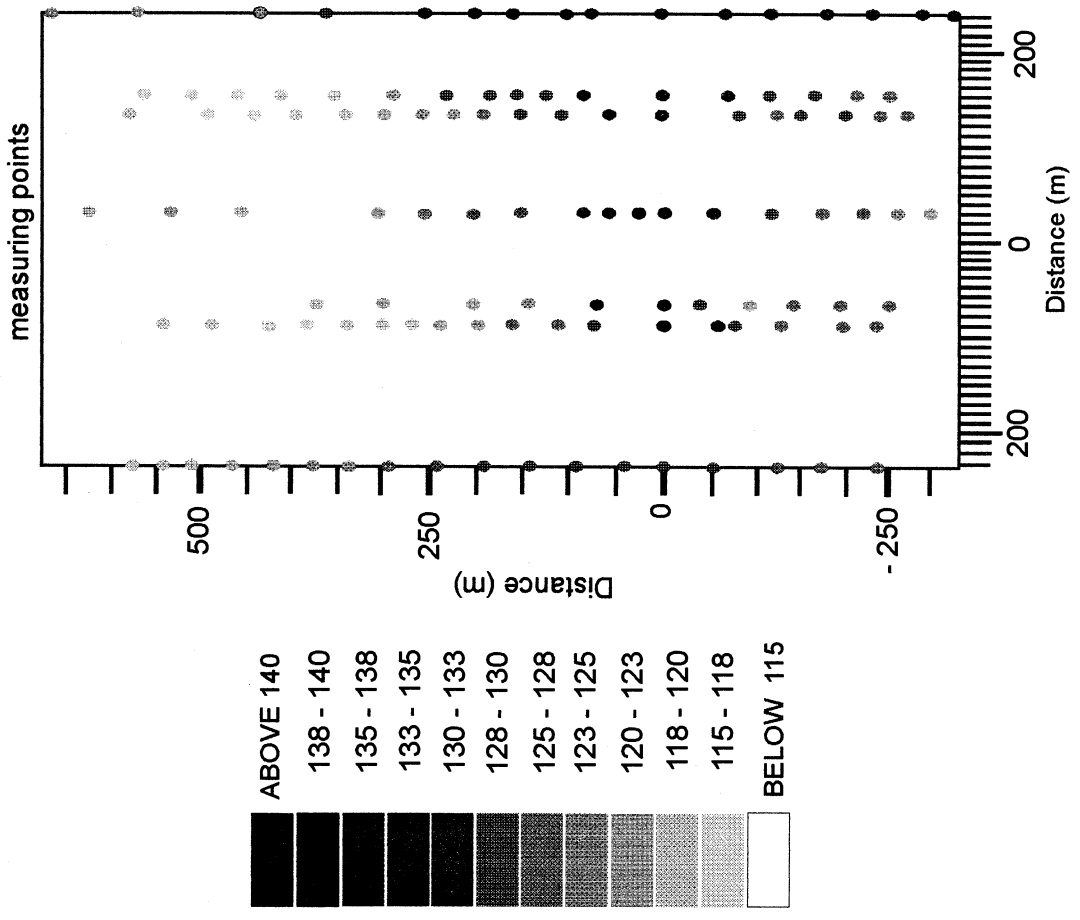 measuring points
500
250
0
- 250
Distance (m)
200
0
200
Distance (m)
ABOVE 140
138 - 140
135 - 138
133 - 135
130 - 133
128 - 130
125 - 128
123 - 125
120 - 123
118 - 120
115 - 118
BELOW 115